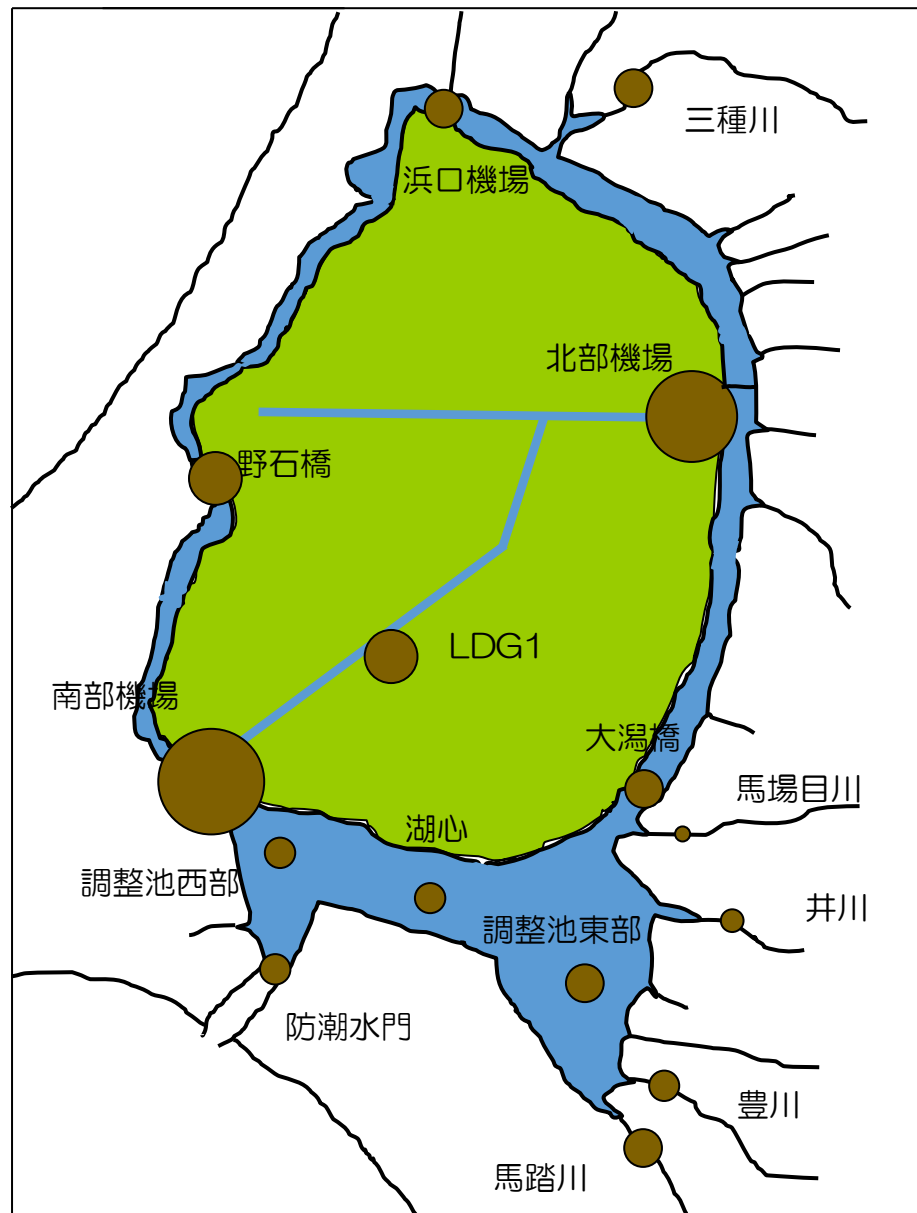 三種川
浜口機場
北部機場
野石橋
LDG1
南部機場
大潟橋
馬場目川
湖心
調整池西部
井川
調整池東部
防潮水門
豊川
馬踏川